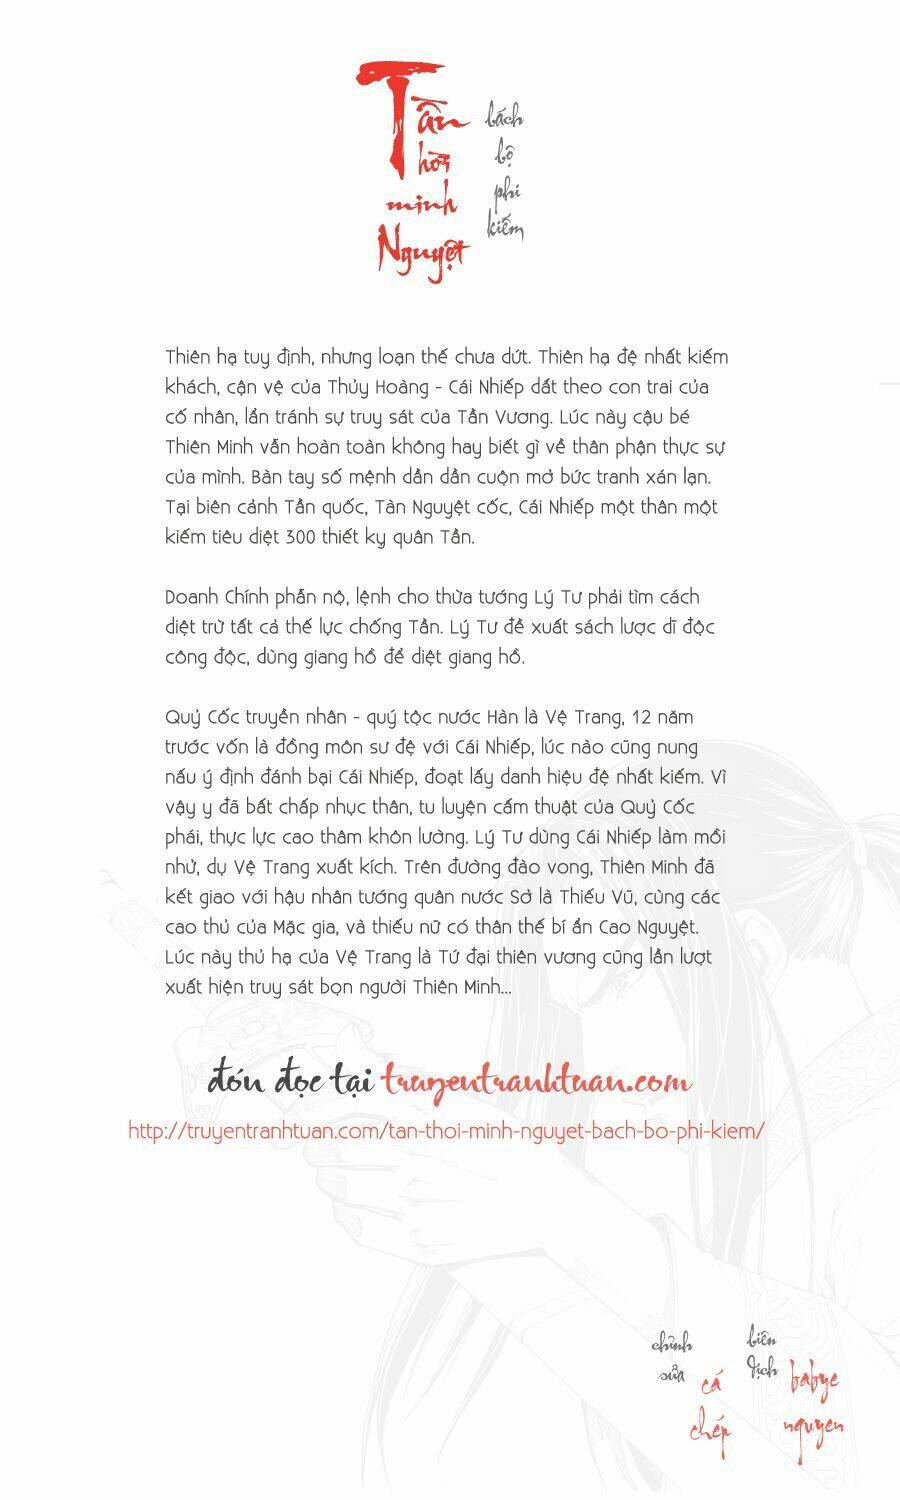 Tần
hời
minh
Nguyệt
bách
bộ
phi
kiếm
Thiên hạ tuy định, nhưng loạn thế chưa dứt. Thiên hạ đệ nhất kiếm
khách, cận vệ của Thủy Hoàng - Cái Nhiếp dắt theo con trai của
cố nhân, lẩn tránh sự truy sát của Tần Vương. Lúc này cậu bé
Thiên Minh vẫn hoàn toàn không hay biết gì về thân phận thực sự
của mình. Bàn tay số mệnh dần dần cuộn mở bức tranh xán lạn.
Tại biên cảnh Tần quốc, Tàn Nguyệt cốc, Cái Nhiếp một thân một
kiếm tiêu diệt 300 thiết kỵ quân Tần.
Doanh Chính phẫn nộ, lệnh cho thừa tướng Lý Tư phải tìm cách
diệt trừ tất cả thế lực chống Tần. Lý Tư đề xuất sách lược dĩ độc
công độc, dùng giang hồ để diệt giang hồ.
Quỷ Cốc truyền nhân - quý tộc nước Hàn là Vệ Trang, 12 năm
trước vốn là đồng môn sư đệ với Cái Nhiếp, lúc nào cũng nung
nấu ý định đánh bại Cái Nhiếp, đoạt lấy danh hiệu đệ nhất kiếm. Vì
vậy y đã bất chấp nhục thân, tu luyện cấm thuật của Quỷ Cốc
phái, thực lực cao thâm khôn lường. Lý Tư dùng Cái Nhiếp làm mồi
nhử, dụ Vệ Trang xuất kích. Trên đường đào vong, Thiên Minh đã
kết giao với hậu nhân tướng quân nước Sở là Thiếu Vũ, cùng các
cao thủ của Mặc gia, và thiếu nữ có thân thế bí ẩn Cao Nguyệt.
Lúc này thủ hạ của Vệ Trang là Tứ đại thiên vương cũng lần lượt
xuất hiện truy sát bọn người Thiên Minh...
đón đọc tại truyentranhtuan.com
http://truyentranhtuan.com/tan-thoi-minh-nguyet-bach-bo-phi-kiem/
chỉnh
sửa
cá
chép
biên
dịch
babye
nguyen